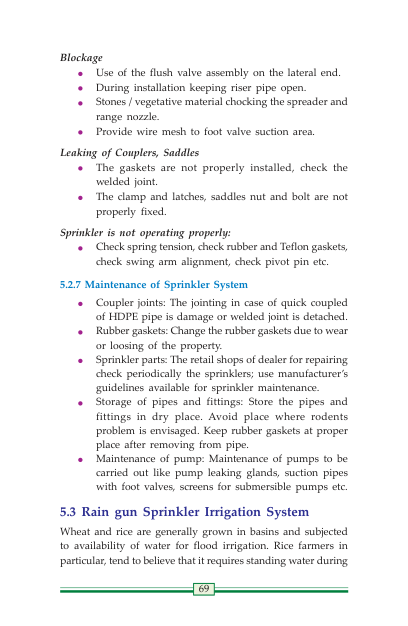 Blockage
● Use of the flush valve assembly on the lateral end.
● During installation keeping riser pipe open.
● Stones / vegetative material chocking the spreader and
range nozzle.
● Provide wire mesh to foot valve suction area.
Leaking of Couplers, Saddles
● The gaskets are not properly installed, check the
welded joint.
● The clamp and latches, saddles nut and bolt are not
properly fixed.
Sprinkler is not operating properly:
● Check spring tension, check rubber and Teflon gaskets,
check swing arm alignment, check pivot pin etc.
5.2.7 Maintenance of Sprinkler System
● Coupler joints: The jointing in case of quick coupled
of HDPE pipe is damage or welded joint is detached.
● Rubber gaskets: Change the rubber gaskets due to wear
or loosing of the property.
● Sprinkler parts: The retail shops of dealer for repairing
check periodically the sprinklers; use manufacturer's
guidelines available for sprinkler maintenance.
● Storage of pipes and fittings: Store the pipes and
fittings in dry place. Avoid place where rodents
problem is envisaged. Keep rubber gaskets at proper
place after removing from pipe.
● Maintenance of pump: Maintenance of pumps to be
carried out like pump leaking glands, suction pipes
with foot valves, screens for submersible pumps etc.
5.3 Rain gun Sprinkler Irrigation System
Wheat and rice are generally grown in basins and subjected
to availability of water for flood irrigation. Rice farmers in
particular, tend to believe that it requires standing water during
69